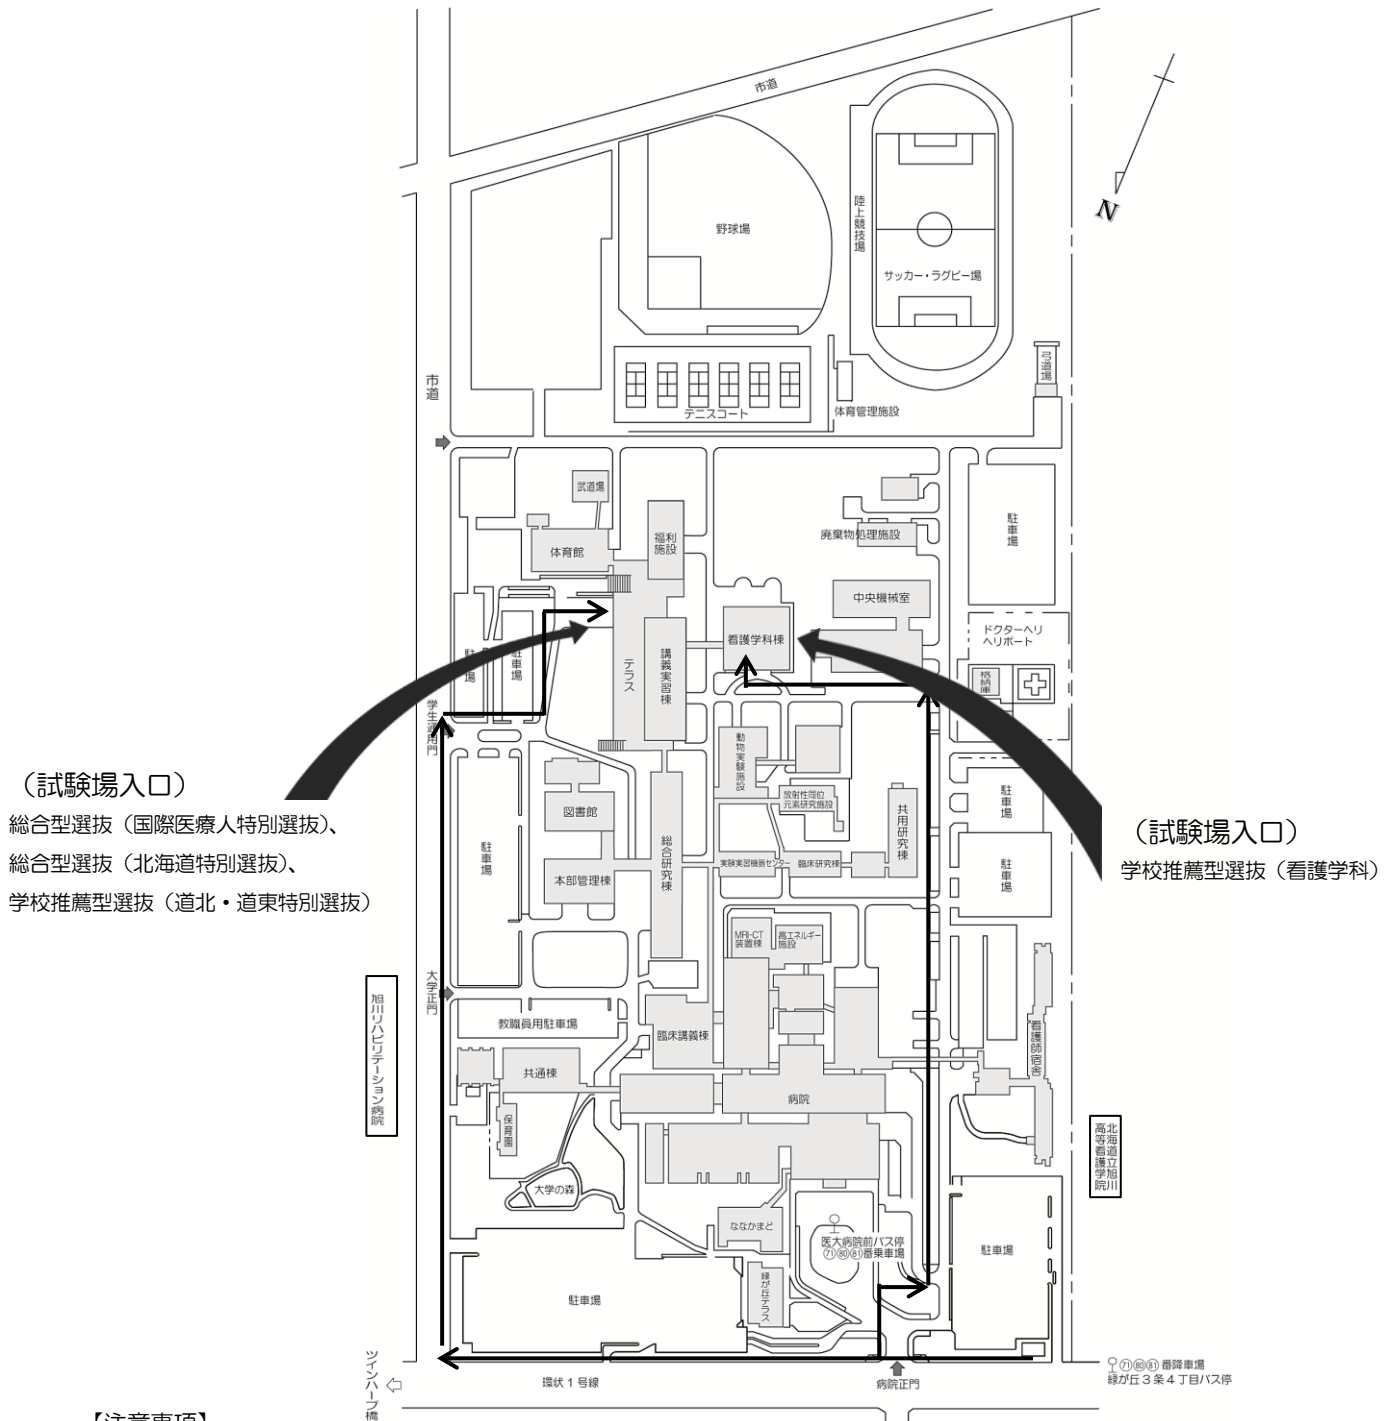 市道
N
野球場
陸上競技場
サッカー・ラグビー場
弓道場
テニスコート
体育管理施設
市道
武道場
体育館
福利
施設
廃棄物処理施設
駐車場
中央機械室
看護学科棟
ドクターヘリ
ヘリポート
格納庫
駐車場
駐車場
テラス
講義実習棟
学生通用門
動物実験施設
放射性同位
元素研究施設
共用研究棟
駐車場
(試験場入口)
総合型選抜(国際医療人特別選抜)、
総合型選抜(北海道特別選抜)、
学校推薦型選抜(道北・道東特別選抜)
(試験場入口)
学校推薦型選抜(看護学科)
図書館
駐車場
総合研究棟
実験実習機器センター
臨床研究棟
駐車場
本部管理棟
MRI-CT
装置棟
高エネルギー
施設
大学正門
旭川リハビリテーション病院
教職員用駐車場
臨床講義棟
看護師宿舎
共通棟
病院
保育園
北海道立旭川
高等看護学院
大学の森
ななかまど
医大病院前バス停
71 80 81番乗車場
駐車場
緑が丘テラス
駐車場
ツインハープ橋
環状1号線
病院正門
71 80 81 番降車場
緑が丘3条4丁目バス停
【注意事項】